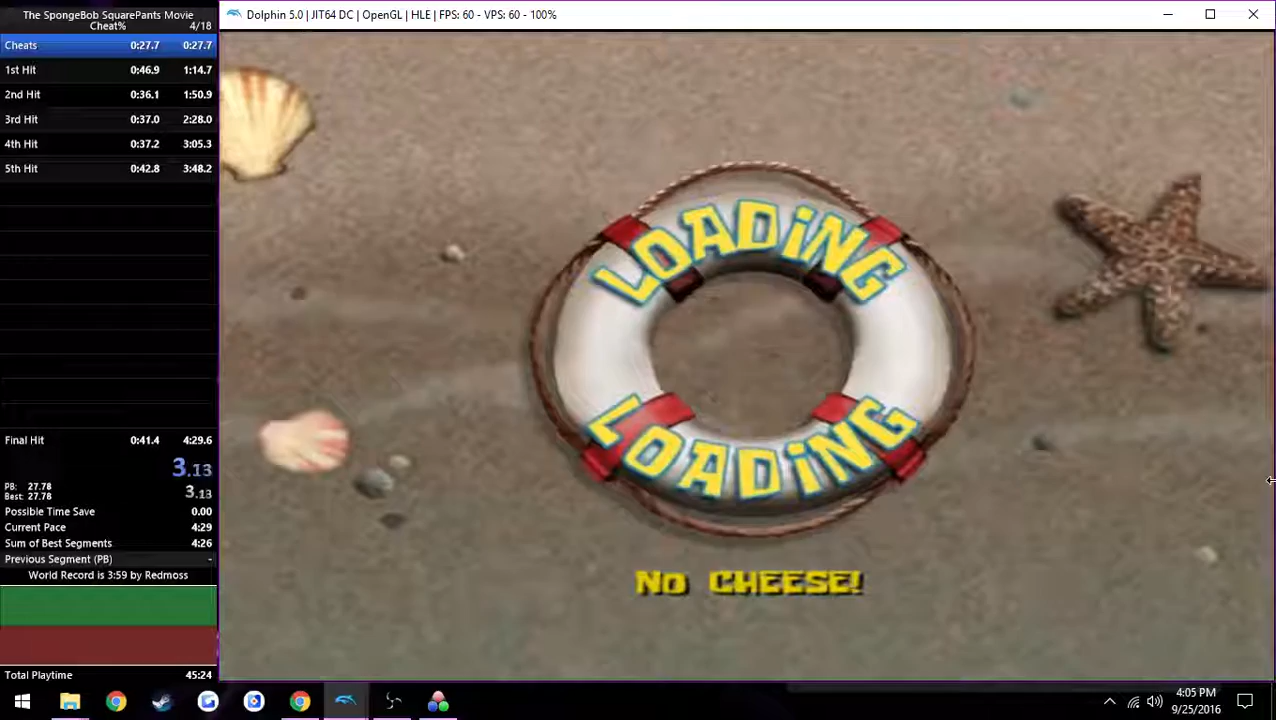 The SpongeBob SquarePants Movie
Cheat% 4/18
Cheats 0:27.7 0:27.7
1st Hit 0:46.9 1:14.7
2nd Hit 0:36.1 1:50.9
3rd Hit 0:37.0 2:28.0
4th Hit 0:37.2 3:05.3
5th Hit 0:42.8 3:48.2
Final Hit 0:41.4 4:29.6
3.13
PB: 27.78
Best: 27.78 3.13
Possible Time Save 0.00
Current Pace 4:29
Sum of Best Segments 4:26
Previous Segment (PB) -
World Record is 3:59 by Redmoss
Total Playtime 45:24
Dolphin 5.0 | JIT64 DC | OpenGL | HLE | FPS: 60 - VPS: 60 - 100%
LOADING
LOADING
No CHEESE!
4:05 PM
9/25/2016